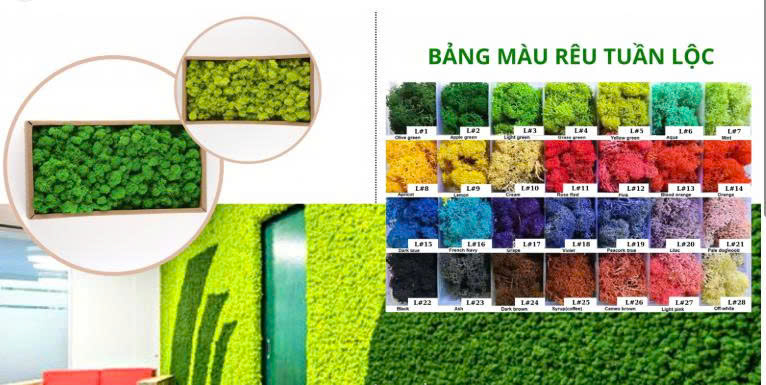 BẢNG MÀU RÊU TUẦN LỘC
L#1 L#2 L#3 L#4 L#5 L#6 L#7
Olive green Apple green Light green Grass green Yellow green Aqua Mint
L#8 L#9 L#10 L#11 L#12 L#13 L#14
Apricot Lemon Cream Rose Red Pink Blood orange Orange
L#15 L#16 L#17 L#18 L#19 L#20 L#21
Dark blue French Navy Grape Violet Peacork blue Lilac Pale dogwood
L#22 L#23 L#24 L#25 L#26 L#27 L#28
Black Ash Dark brown Syrup(coffee) Cameo brown Light pink Off-white